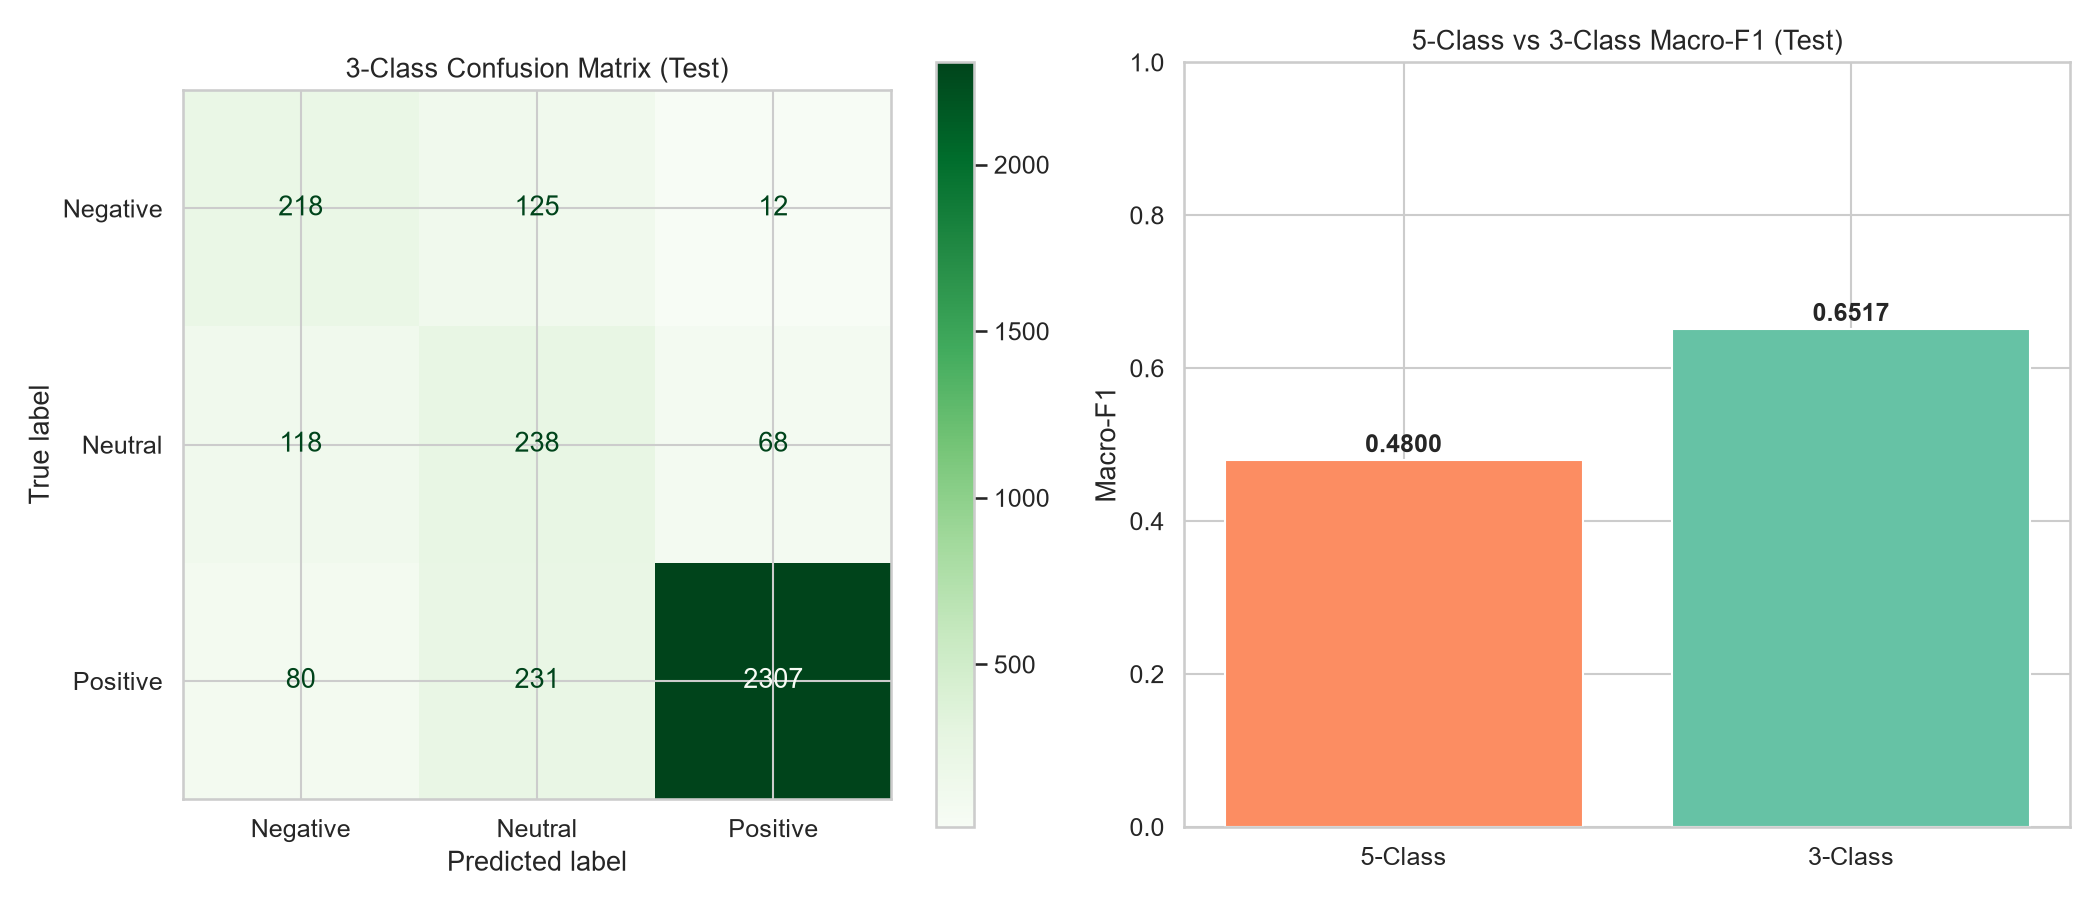 3-Class Confusion Matrix (Test)
True label
Negative
Neutral
Positive
218 125 12
118 238 68
80 231 2307
Negative Neutral Positive
Predicted label
2000
1500
1000
500
5-Class vs 3-Class Macro-F1 (Test)
Macro-F1
1.0
0.8
0.6
0.4
0.2
0.0
0.4800
0.6517
5-Class 3-Class